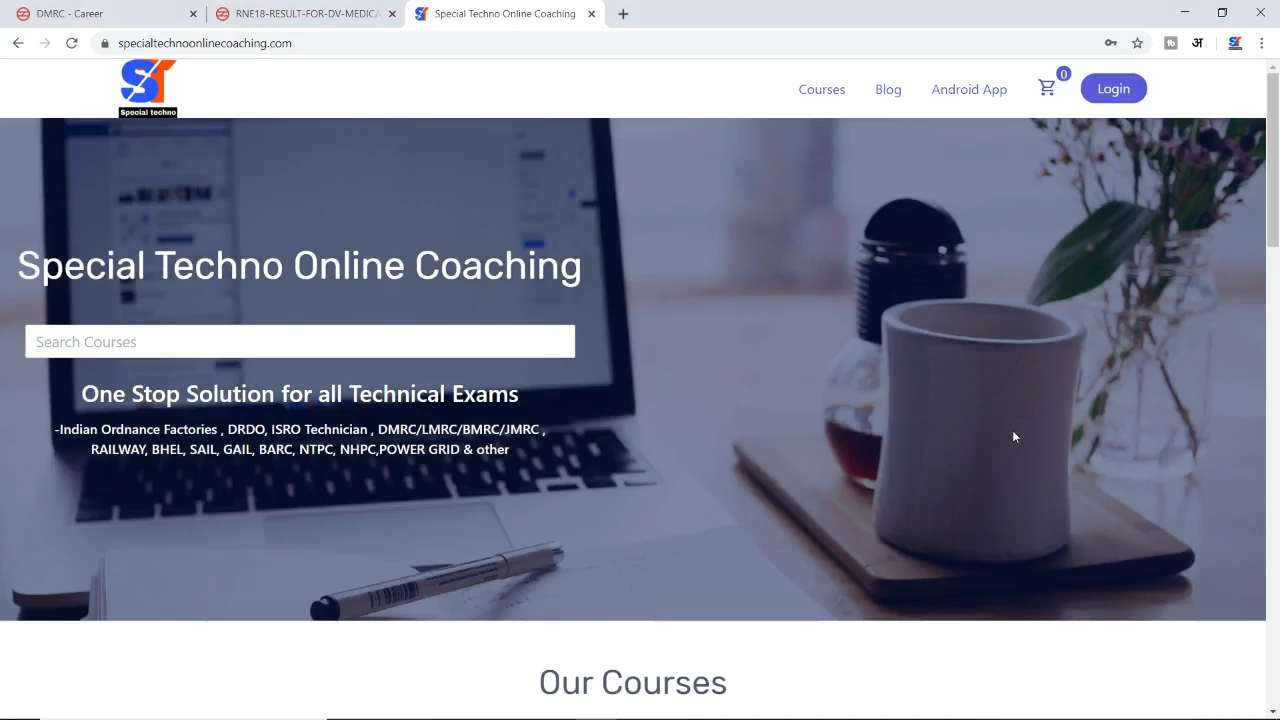 DMRC - Career
RNE18-RESULT-FOR-DV-MEDICA
Special Techno Online Coaching
specialtechnoonlinecoaching.com
अ
ST
Special techno
Courses
Blog
Android App
0
Login
Special Techno Online Coaching
Search Courses
One Stop Solution for all Technical Exams
-Indian Ordnance Factories , DRDO, ISRO Technician , DMRC/LMRC/BMRC/JMRC ,
RAILWAY, BHEL, SAIL, GAIL, BARC, NTPC, NHPC,POWER GRID & other
Our Courses